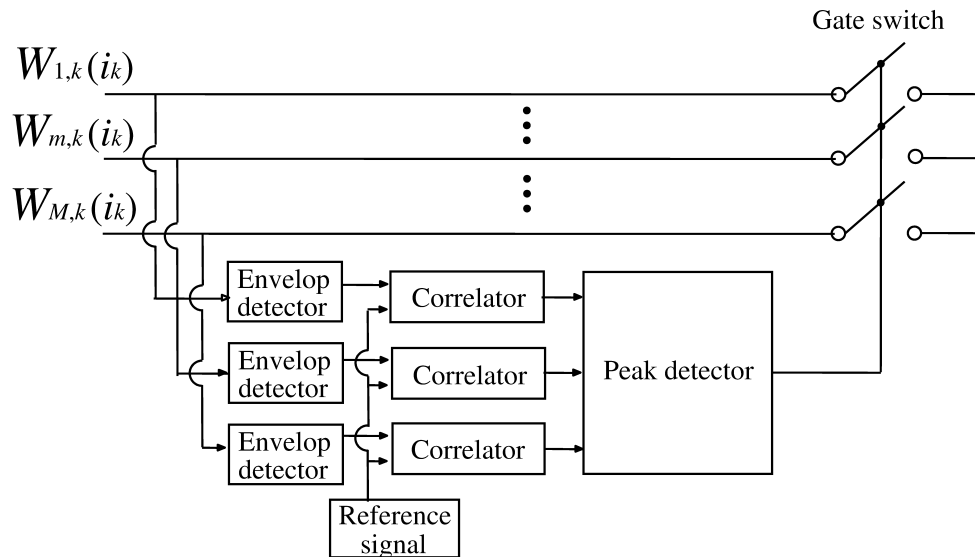 Gate switch
W1,k(ik)
Wm,k(ik)
WM,k(ik)
Envelop
detector
Correlator
Envelop
detector
Correlator
Peak detector
Envelop
detector
Correlator
Reference
signal